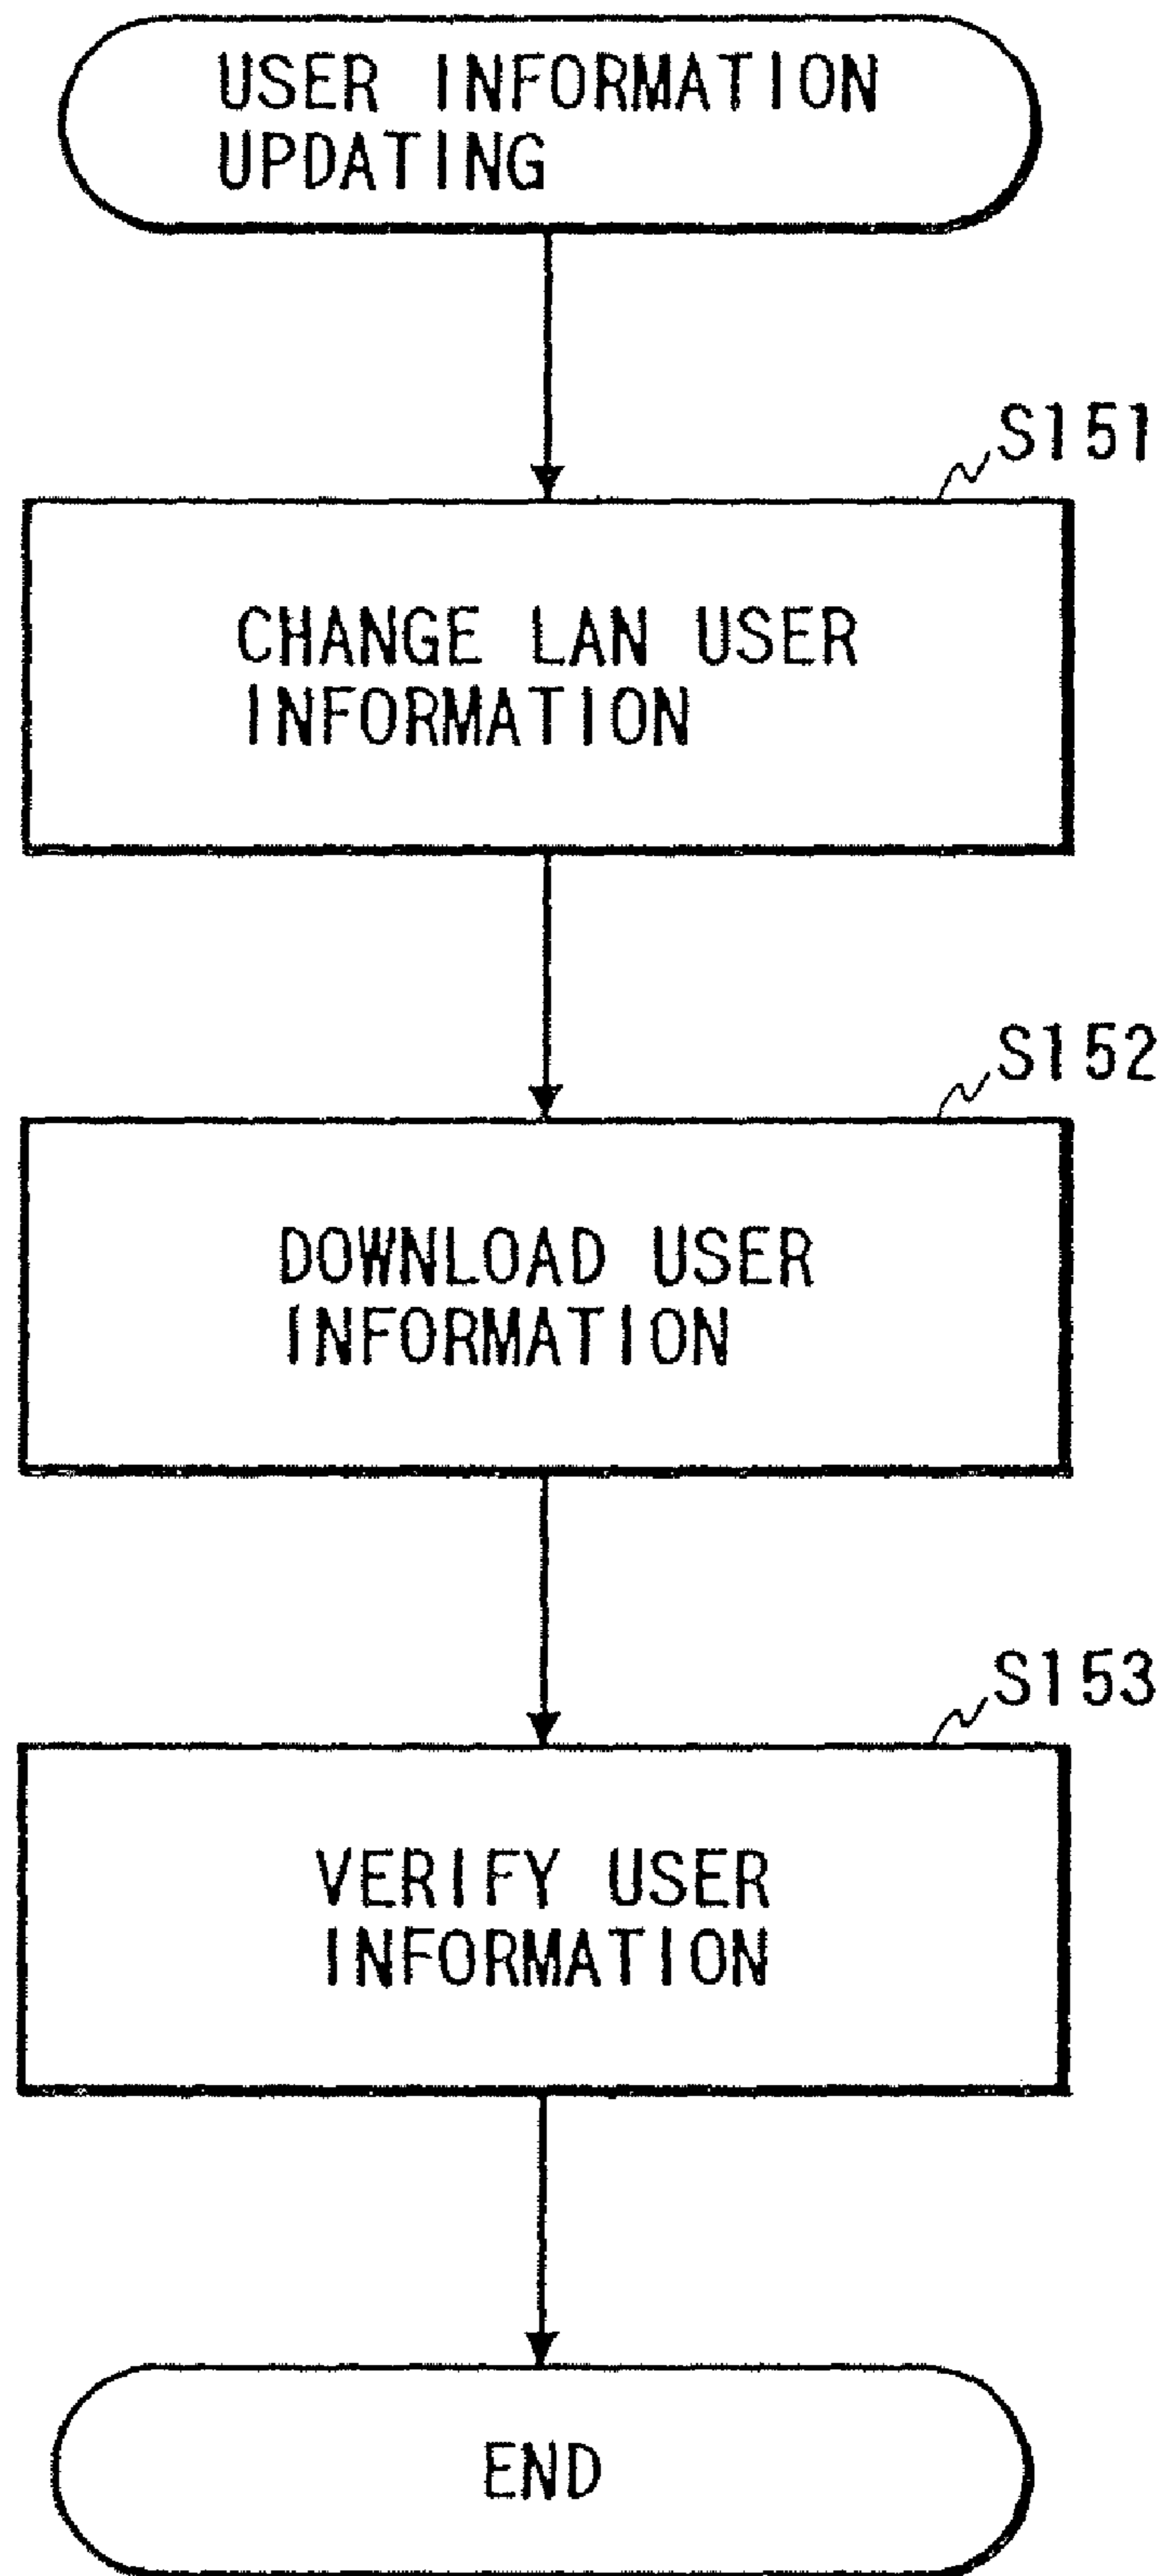 USER INFORMATION
UPDATING
S151
CHANGE LAN USER
INFORMATION
S152
DOWNLOAD USER
INFORMATION
S153
VERIFY USER
INFORMATION
END